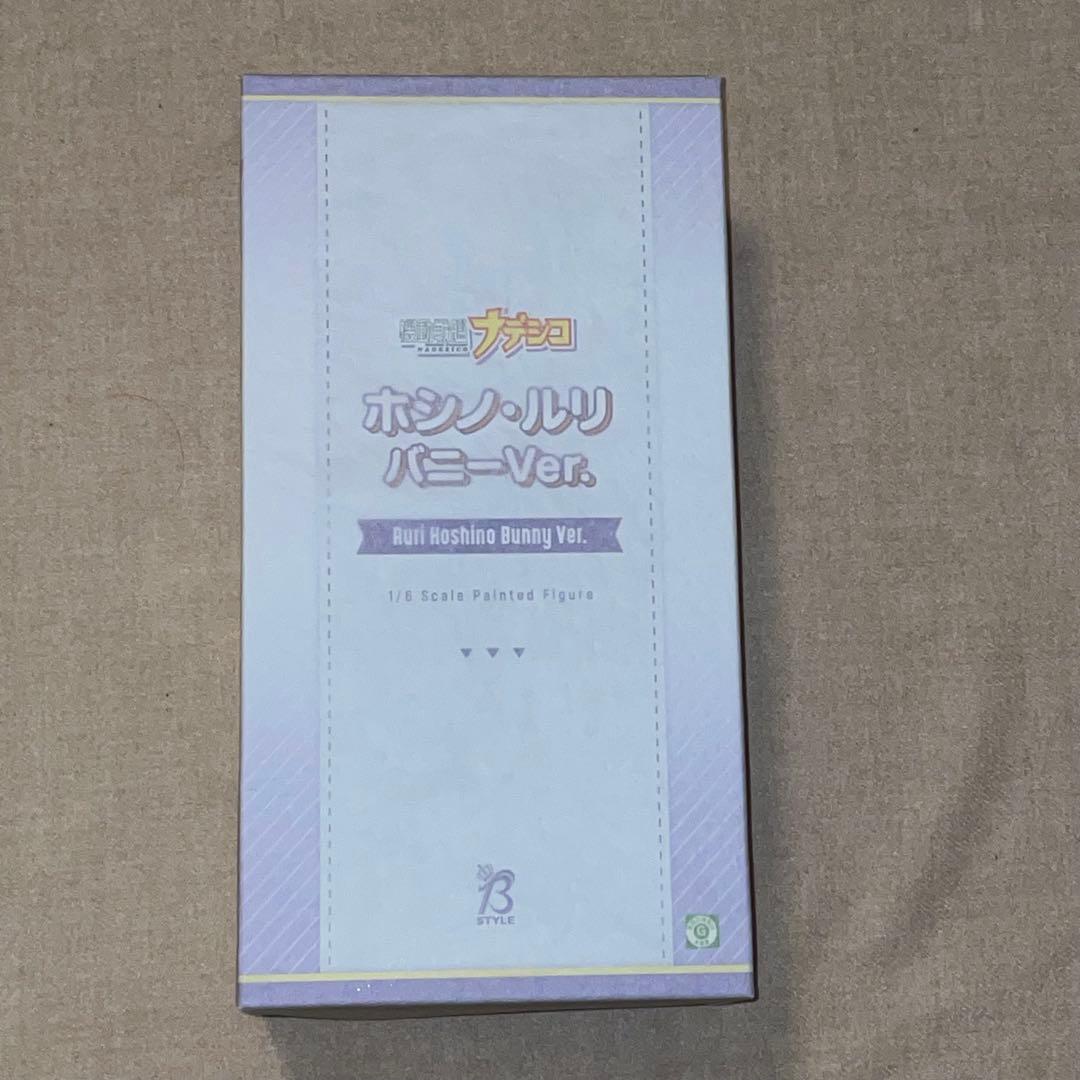 機動戦艦ナデシコ
NADESICO
ホシノ・ルリ
バニーVer.
Ruri Hoshino Bunny Ver.
1/6 Scale Painted Figure
B
STYLE
G